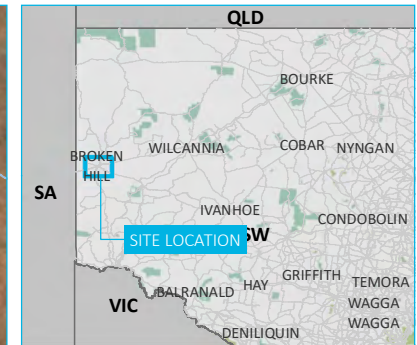 QLD
BOURKE
WILCANNIA
COBAR
NYNGAN
BROKEN
HILL
SA
IVANHOE
CONDOBOLIN
SITE LOCATION
SW
GRIFFITH
TEMORA
BALRANALD
HAY
WAGGA
WAGGA
VIC
DENILIQUIN